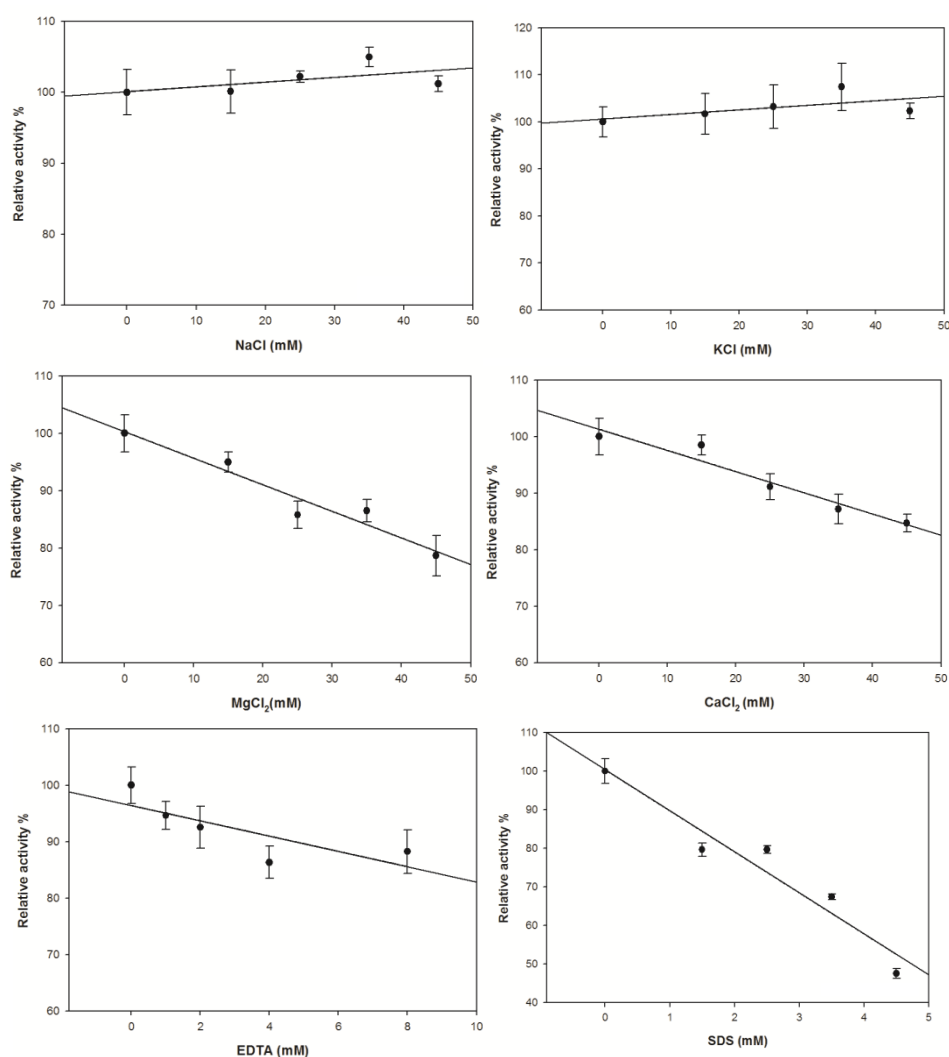 110
100
90
80
70
Relative activity %
0 10 20 30 40 50
NaCl (mM)
120
110
100
90
80
70
60
Relative activity %
0 10 20 30 40 50
KCl (mM)
110
100
90
80
70
60
Relative activity %
0 10 20 30 40 50
MgCl₂(mM)
110
100
90
80
70
60
Relative activity %
0 10 20 30 40 50
CaCl₂ (mM)
110
100
90
80
70
60
Relative activity %
0 2 4 6 8 10
EDTA (mM)
110
100
90
80
70
60
50
40
Relative activity %
0 1 2 3 4 5
SDS (mM)